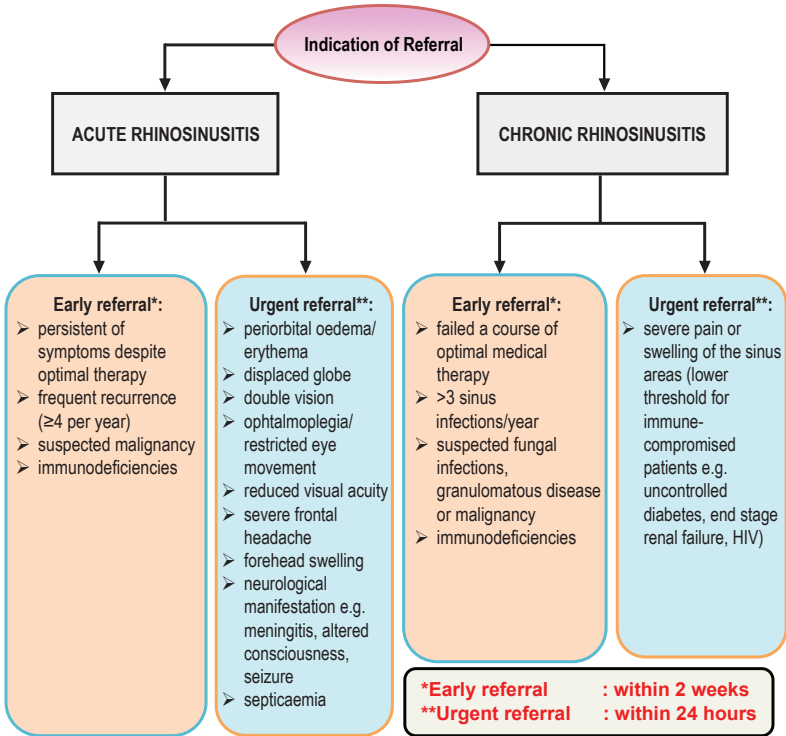 Indication of Referral
ACUTE RHINOSINUSITIS
CHRONIC RHINOSINUSITIS
Early referral*:
➢ persistent of
symptoms despite
optimal therapy
➢ frequent recurrence
(≥4 per year)
➢ suspected malignancy
➢ immunodeficiencies
Urgent referral**:
➢ periorbital oedema/
erythema
➢ displaced globe
➢ double vision
➢ ophtalmoplegia/
restricted eye
movement
➢ reduced visual acuity
➢ severe frontal
headache
➢ forehead swelling
➢ neurological
manifestation e.g.
meningitis, altered
consciousness,
seizure
➢ septicaemia
Early referral*:
➢ failed a course of
optimal medical
therapy
➢ >3 sinus
infections/year
➢ suspected fungal
infections,
granulomatous disease
or malignancy
➢ immunodeficiencies
Urgent referral**:
➢ severe pain or
swelling of the sinus
areas (lower
threshold for
immune-
compromised
patients e.g.
uncontrolled
diabetes, end stage
renal failure, HIV)
*Early referral : within 2 weeks
**Urgent referral : within 24 hours